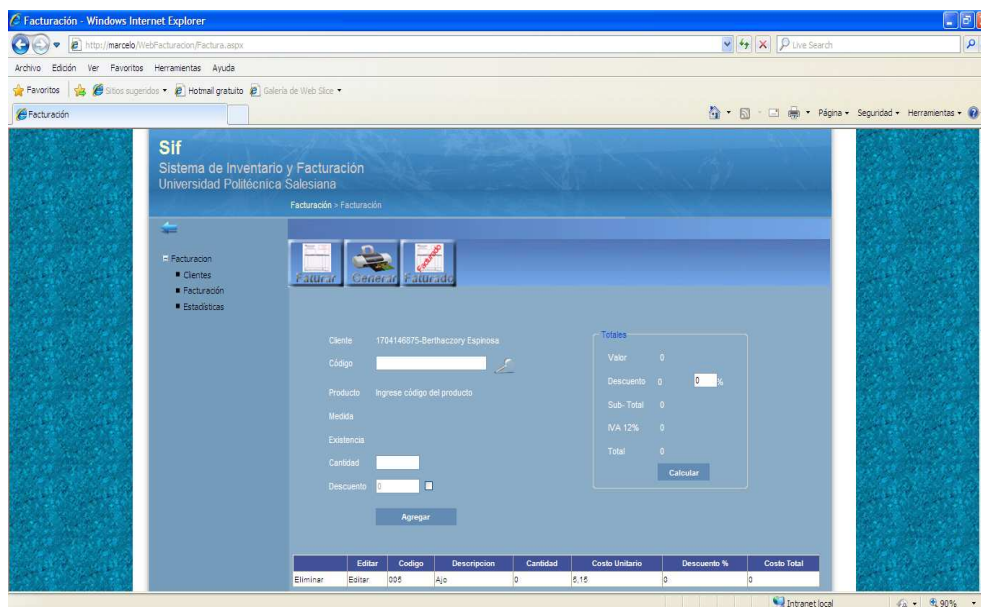 Facturación - Windows Internet Explorer
http://marcelo/WebFacturacion/Factura.aspx
Live Search
Archivo Edición Ver Favoritos Herramientas Ayuda
Favoritos Sitios sugeridos Hotmail gratuito Galería de Web Slice
Facturación
Página Seguridad Herramientas
Sif
Sistema de Inventario y Facturación
Universidad Politécnica Salesiana
Facturación > Facturación
Facturacion
Clientes
Facturación
Estadísticas
Faturar Generar Faturado
Facturado
Cliente 1704146875-Berthaczory Espinosa
Código
Producto Ingrese código del producto
Medida
Existencia
Cantidad
Descuento 0
Agregar
Totales
Valor 0
Descuento 0 0 %
Sub- Total 0
IVA 12% 0
Total 0
Calcular
Editar Codigo Descripcion Cantidad Costo Unitario Descuento % Costo Total
Eliminar Editar 006 Ajo 0 5.15 0 0
Intranet local
90%